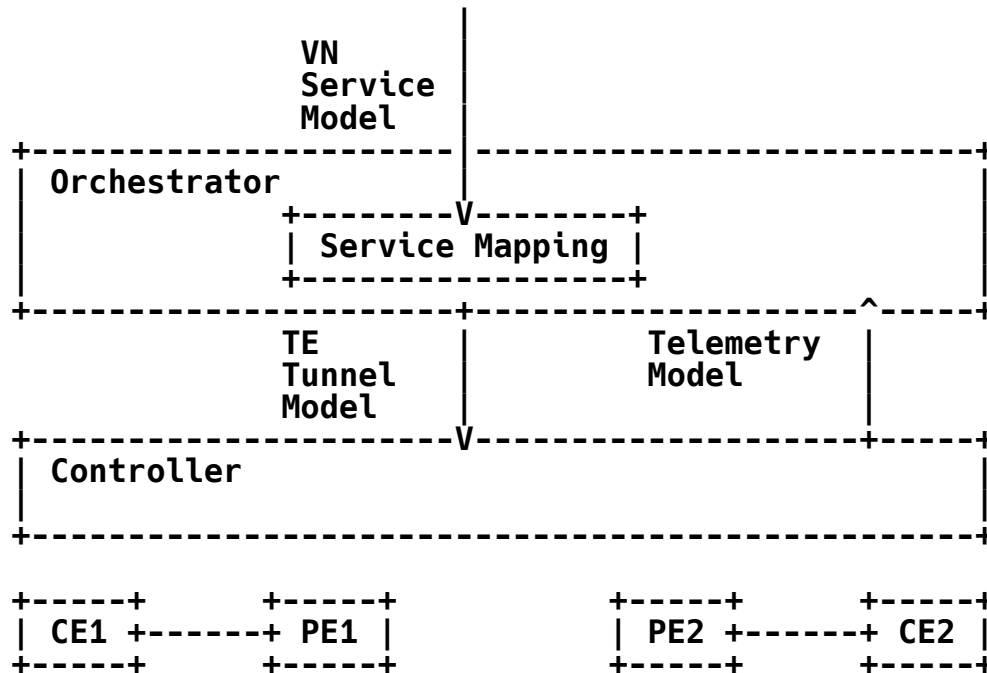 VN
Service
Model
Orchestrator
Service Mapping
TE Telemetry
Tunnel Model
Model
Controller
CE1 PE1 PE2 CE2